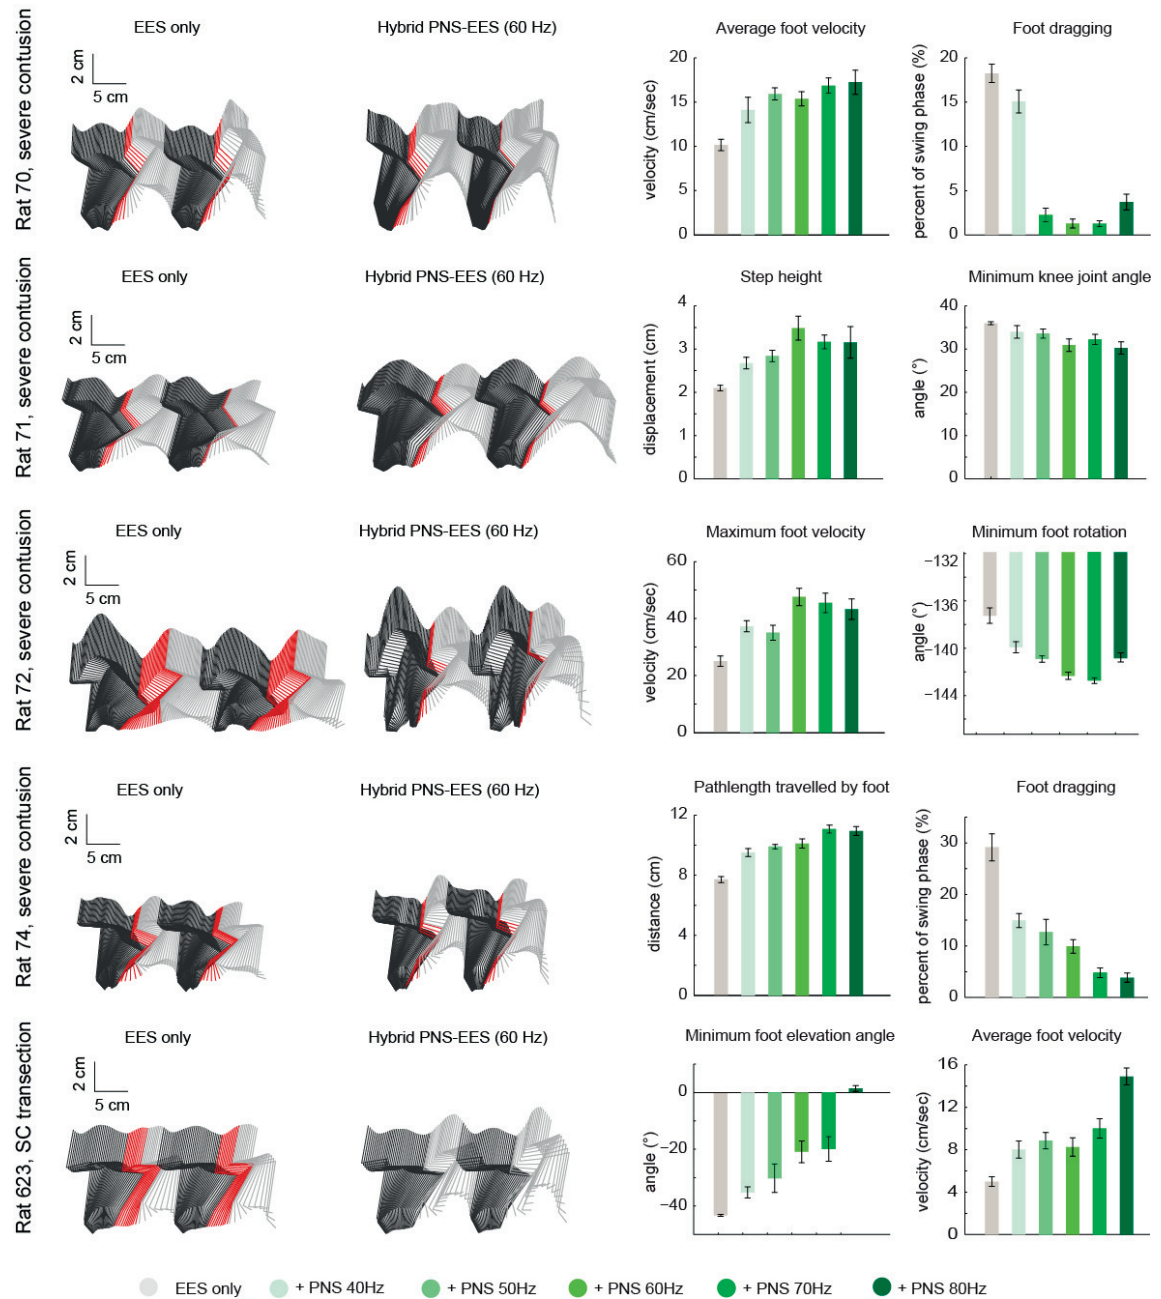 Rat 70, severe contusion
EES only
Hybrid PNS-EES (60 Hz)
2 cm
5 cm
Average foot velocity
velocity (cm/sec)
20
15
10
5
0
Foot dragging
percent of swing phase (%)
20
15
10
5
0
Rat 71, severe contusion
EES only
Hybrid PNS-EES (60 Hz)
2 cm
5 cm
Step height
displacement (cm)
4
3
2
1
0
Minimum knee joint angle
angle (°)
40
30
20
10
0
Rat 72, severe contusion
EES only
Hybrid PNS-EES (60 Hz)
2 cm
5 cm
Maximum foot velocity
velocity (cm/sec)
60
40
20
0
Minimum foot rotation
angle (°)
−132
−136
−140
−144
Rat 74, severe contusion
EES only
Hybrid PNS-EES (60 Hz)
2 cm
5 cm
Pathlength travelled by foot
distance (cm)
12
8
4
0
Foot dragging
percent of swing phase (%)
30
20
10
0
Rat 623, SC transection
EES only
Hybrid PNS-EES (60 Hz)
2 cm
5 cm
Minimum foot elevation angle
angle (°)
0
−20
−40
Average foot velocity
velocity (cm/sec)
16
12
8
4
0
EES only
+ PNS 40Hz
+ PNS 50Hz
+ PNS 60Hz
+ PNS 70Hz
+ PNS 80Hz